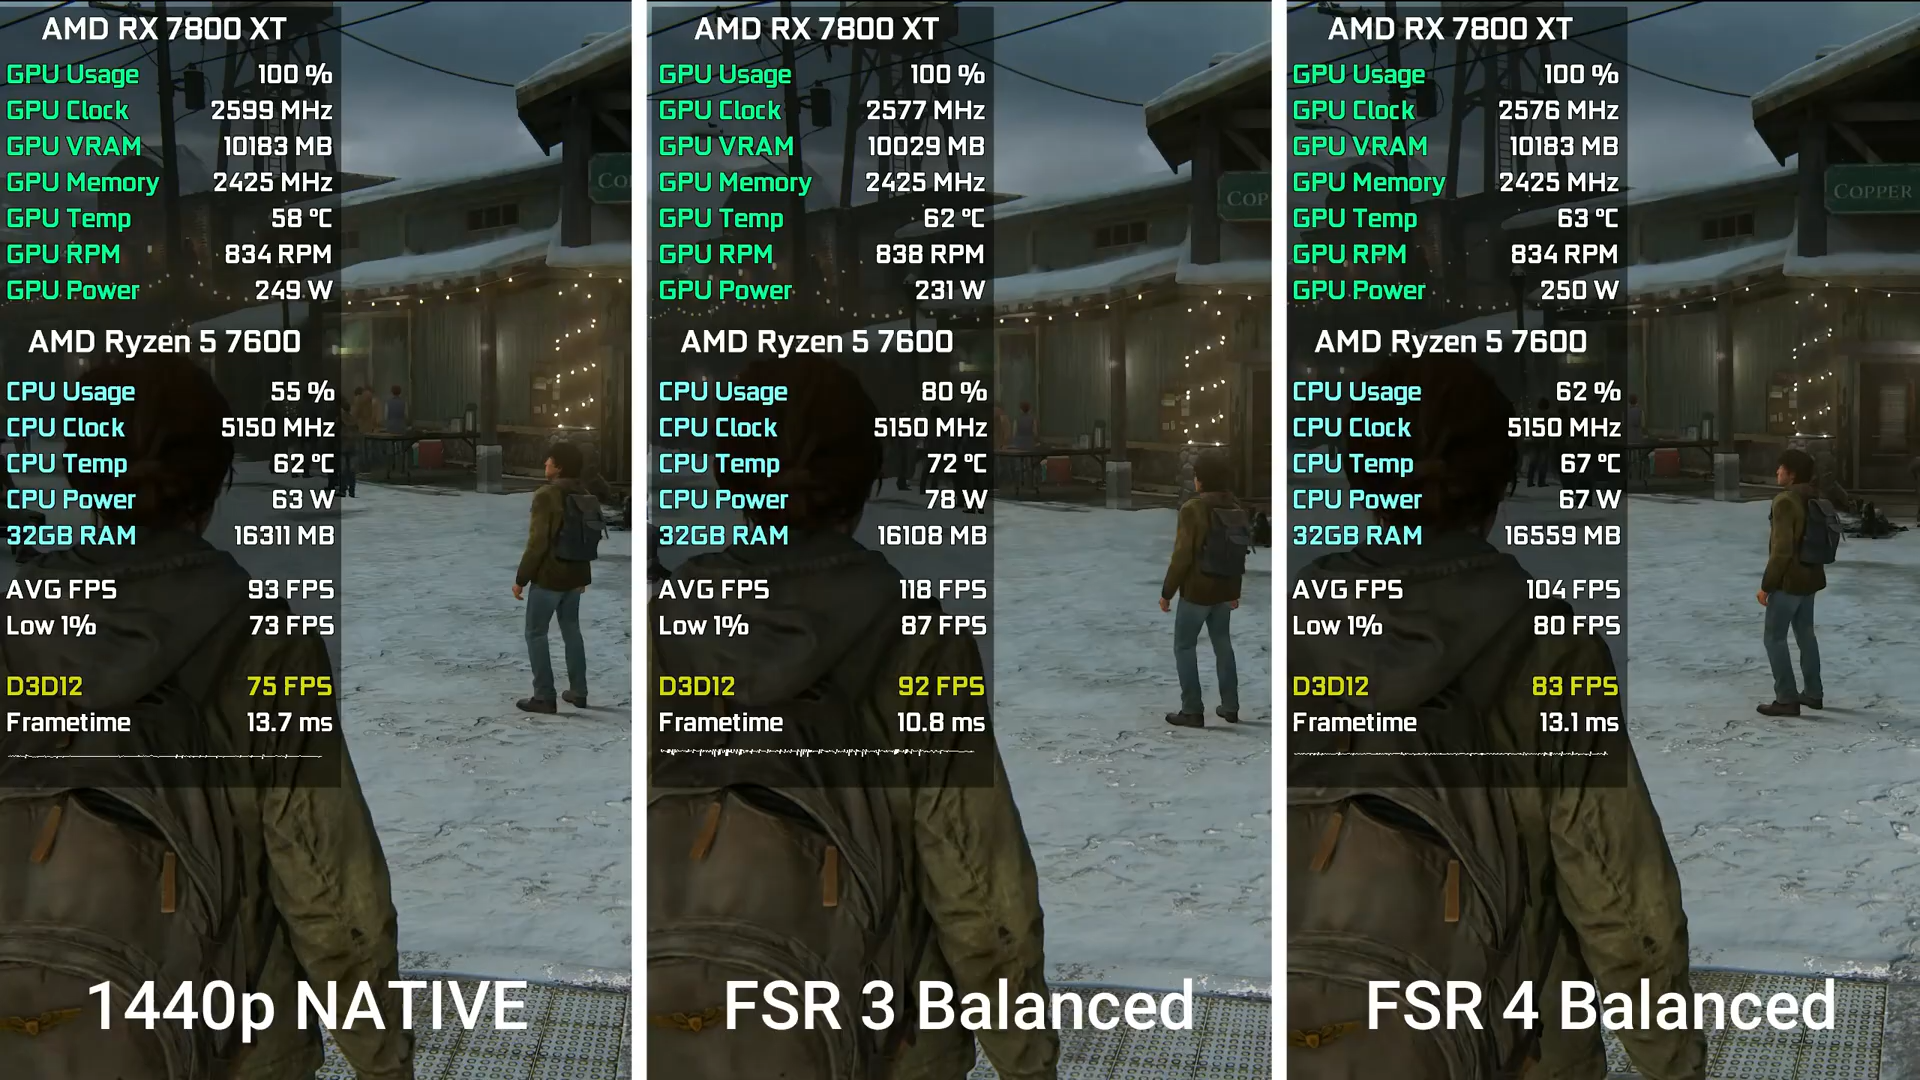 AMD RX 7800 XT
GPU Usage 100 %
GPU Clock 2599 MHz
GPU VRAM 10183 MB
GPU Memory 2425 MHz
GPU Temp 58 ºC
GPU RPM 834 RPM
GPU Power 249 W
AMD Ryzen 5 7600
CPU Usage 55 %
CPU Clock 5150 MHz
CPU Temp 62 ºC
CPU Power 63 W
32GB RAM 16311 MB
AVG FPS 93 FPS
Low 1% 73 FPS
D3D12 75 FPS
Frametime 13.7 ms
1440p NATIVE
AMD RX 7800 XT
GPU Usage 100 %
GPU Clock 2577 MHz
GPU VRAM 10029 MB
GPU Memory 2425 MHz
GPU Temp 62 ºC
GPU RPM 838 RPM
GPU Power 231 W
AMD Ryzen 5 7600
CPU Usage 80 %
CPU Clock 5150 MHz
CPU Temp 72 ºC
CPU Power 78 W
32GB RAM 16108 MB
AVG FPS 118 FPS
Low 1% 87 FPS
D3D12 92 FPS
Frametime 10.8 ms
FSR 3 Balanced
AMD RX 7800 XT
GPU Usage 100 %
GPU Clock 2576 MHz
GPU VRAM 10183 MB
GPU Memory 2425 MHz
GPU Temp 63 ºC
GPU RPM 834 RPM
GPU Power 250 W
AMD Ryzen 5 7600
CPU Usage 62 %
CPU Clock 5150 MHz
CPU Temp 67 ºC
CPU Power 67 W
32GB RAM 16559 MB
AVG FPS 104 FPS
Low 1% 80 FPS
D3D12 83 FPS
Frametime 13.1 ms
FSR 4 Balanced
Co
Cop
COPPER